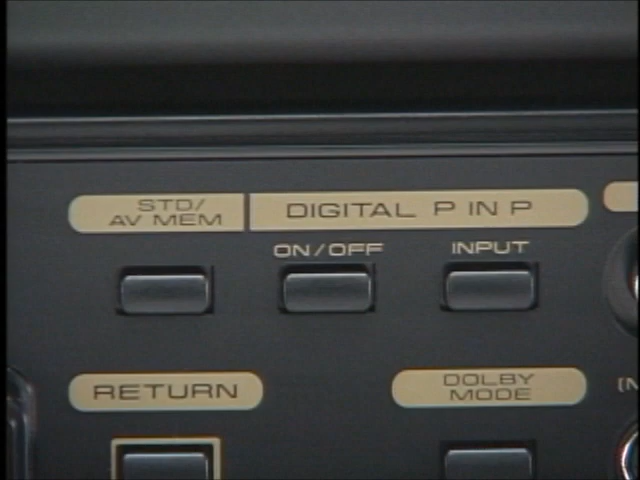 STD/
AV MEM
DIGITAL P IN P
ON/OFF
INPUT
RETURN
DOLBY
MODE